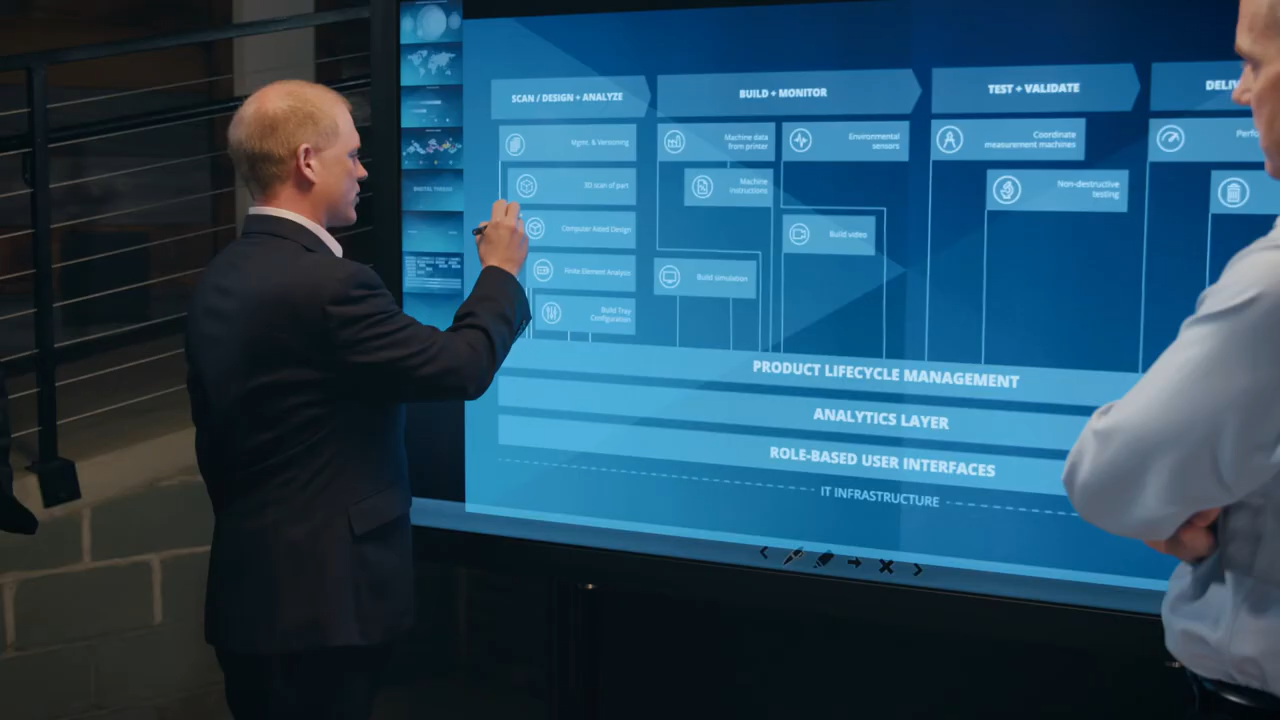 SCAN / DESIGN + ANALYZE
BUILD + MONITOR
TEST + VALIDATE
Mgmt. & Versioning
3D scan of part
Computer Aided Design
Finite Element Analysis
Build Tray
Configuration
Machine data
from printer
Environmental
sensors
Machine
instructions
Build video
Build simulation
Coordinate
measurement machines
Non-destructive
testing
PRODUCT LIFECYCLE MANAGEMENT
ANALYTICS LAYER
ROLE-BASED USER INTERFACES
IT INFRASTRUCTURE
DIGITAL THREAD